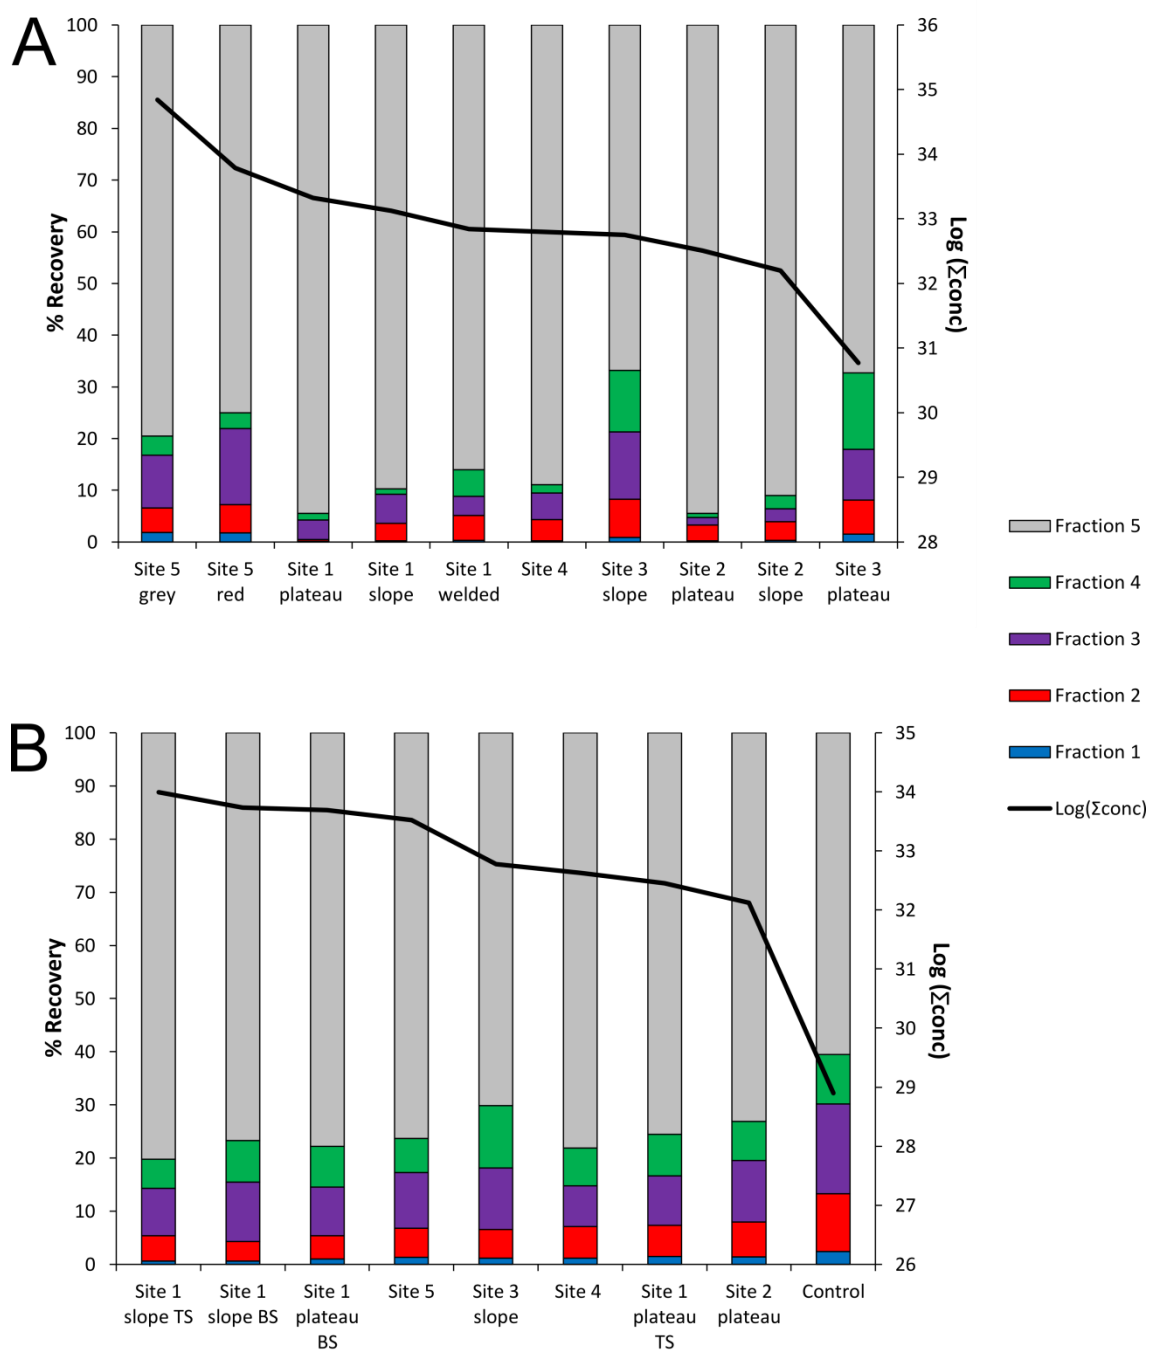 A
100
90
80
70
60
50
40
30
20
10
0
% Recovery
36
35
34
33
32
31
30
29
28
Log (Σconc)
Site 5 grey
Site 5 red
Site 1 plateau
Site 1 slope
Site 1 welded
Site 4
Site 3 slope
Site 2 plateau
Site 2 slope
Site 3 plateau
Fraction 5
Fraction 4
Fraction 3
Fraction 2
Fraction 1
Log(Σconc)
B
100
90
80
70
60
50
40
30
20
10
0
% Recovery
35
34
33
32
31
30
29
28
27
26
Log (Σconc)
Site 1 slope TS
Site 1 slope BS
Site 1 plateau BS
Site 5
Site 3 slope
Site 4
Site 1 plateau TS
Site 2 plateau
Control